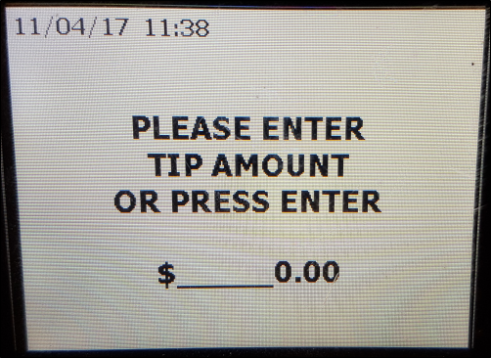 11/04/17 11:38
PLEASE ENTER
TIP AMOUNT
OR PRESS ENTER
$______0.00